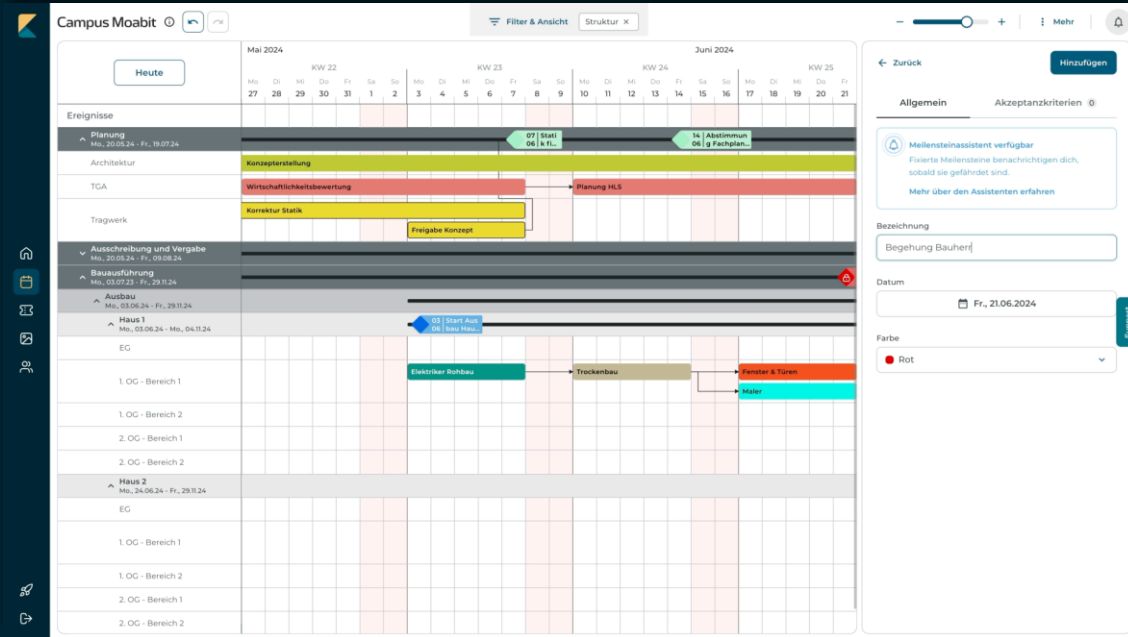 Campus Moabit
Filter & Ansicht
Struktur ×
Mehr
Heute
Mai 2024
Juni 2024
KW 22
KW 23
KW 24
KW 25
Mo Di Mi Do Fr Sa So Mo Di Mi Do Fr Sa So Mo Di Mi Do Fr Sa So Mo Di Mi Do Fr
27 28 29 30 31 1 2 3 4 5 6 7 8 9 10 11 12 13 14 15 16 17 18 19 20 21
Ereignisse
Planung
Mo., 20.05.24 - Fr., 19.07.24
07 | Stati
06 | k fi...
14 | Abstimmun
06 | g Fachplan...
Architektur
Konzepterstellung
TGA
Wirtschaftlichkeitsbewertung
Planung HLS
Tragwerk
Korrektur Statik
Freigabe Konzept
Ausschreibung und Vergabe
Mo., 20.05.24 - Fr., 09.08.24
Bauausführung
Mo., 03.07.23 - Fr., 29.11.24
Ausbau
Mo., 03.06.24 - Fr., 29.11.24
Haus 1
Mo., 03.06.24 - Mo., 04.11.24
03 | Start Aus
06 | bau Hau...
EG
1. OG - Bereich 1
Elektriker Rohbau
Trockenbau
Fenster & Türen
Maler
1. OG - Bereich 2
2. OG - Bereich 1
2. OG - Bereich 2
Haus 2
Mo., 24.06.24 - Fr., 29.11.24
EG
1. OG - Bereich 1
1. OG - Bereich 2
2. OG - Bereich 1
2. OG - Bereich 2
Zurück
Hinzufügen
Allgemein
Akzeptanzkriterien 0
Meilensteinassistent verfügbar
Fixierte Meilensteine benachrichtigen dich,
sobald sie gefährdet sind.
Mehr über den Assistenten erfahren
Bezeichnung
Begehung Bauherr
Datum
Fr., 21.06.2024
Farbe
Rot